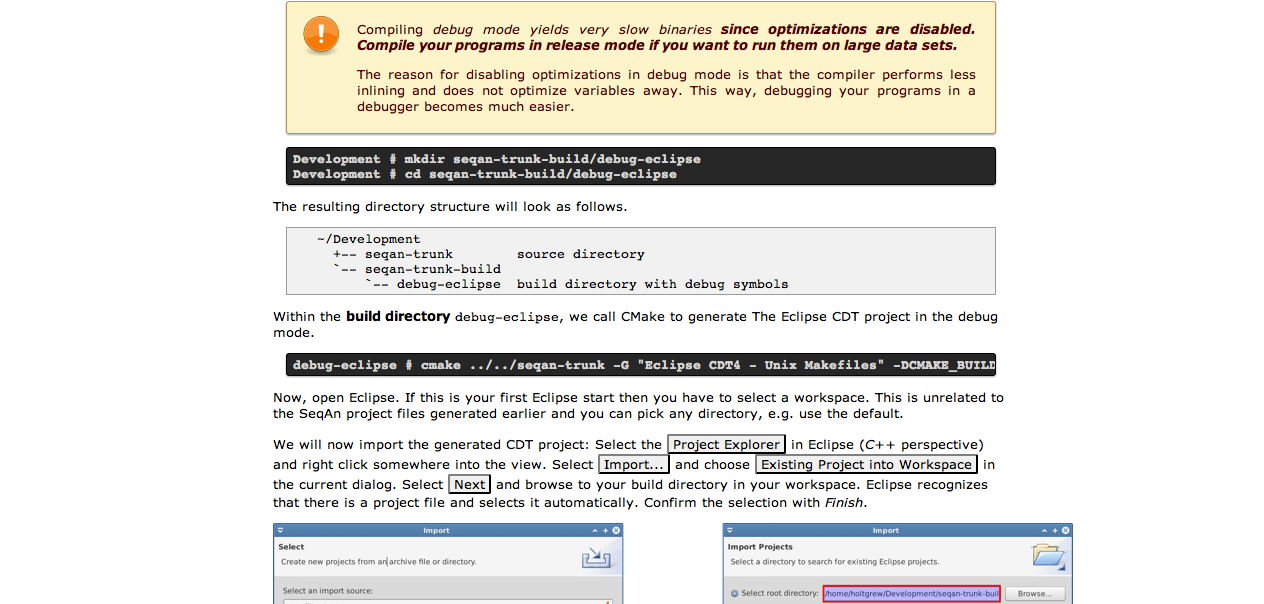 Compiling debug mode yields very slow binaries since optimizations are disabled.
Compile your programs in release mode if you want to run them on large data sets.
The reason for disabling optimizations in debug mode is that the compiler performs less
inlining and does not optimize variables away. This way, debugging your programs in a
debugger becomes much easier.
Development # mkdir seqan-trunk-build/debug-eclipse
Development # cd seqan-trunk-build/debug-eclipse
The resulting directory structure will look as follows.
~/Development
+-- seqan-trunk        source directory
`-- seqan-trunk-build
`-- debug-eclipse  build directory with debug symbols
Within the build directory debug-eclipse, we call CMake to generate The Eclipse CDT project in the debug
mode.
debug-eclipse # cmake ../../seqan-trunk -G "Eclipse CDT4 - Unix Makefiles" -DCMAKE_BUILD
Now, open Eclipse. If this is your first Eclipse start then you have to select a workspace. This is unrelated to
the SeqAn project files generated earlier and you can pick any directory, e.g. use the default.
We will now import the generated CDT project: Select the Project Explorer in Eclipse (C++ perspective)
and right click somewhere into the view. Select Import... and choose Existing Project into Workspace in
the current dialog. Select Next and browse to your build directory in your workspace. Eclipse recognizes
that there is a project file and selects it automatically. Confirm the selection with Finish.
Import
Select
Create new projects from an archive file or directory.
Select an import source:
Import
Import Projects
Select a directory to search for existing Eclipse projects.
Select root directory: /home/holtgrew/Development/seqan-trunk-buil Browse...